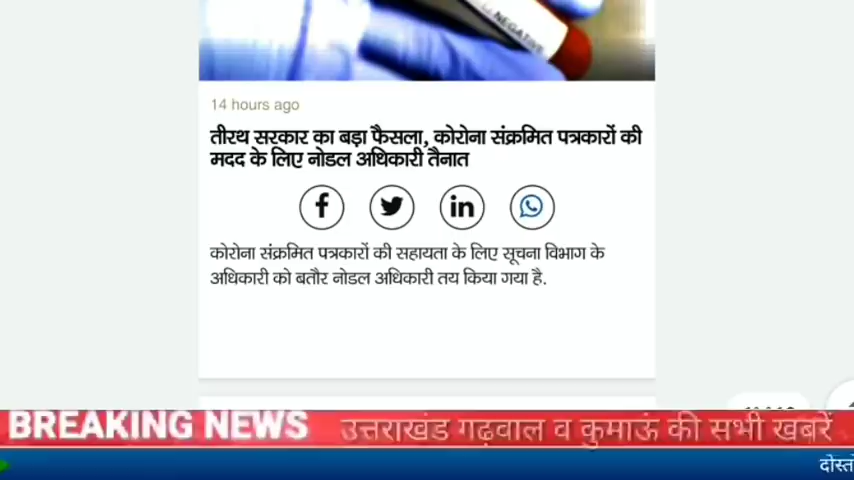 NEGATIVE
14 hours ago
तीरथ सरकार का बड़ा फैसला, कोरोना संक्रमित पत्रकारों की
मदद के लिए नोडल अधिकारी तैनात
कोरोना संक्रमित पत्रकारों की सहायता के लिए सूचना विभाग के
अधिकारी को बतौर नोडल अधिकारी तय किया गया है.
BREAKING NEWS उत्तराखंड गढ़वाल व कुमाऊं की सभी खबरें